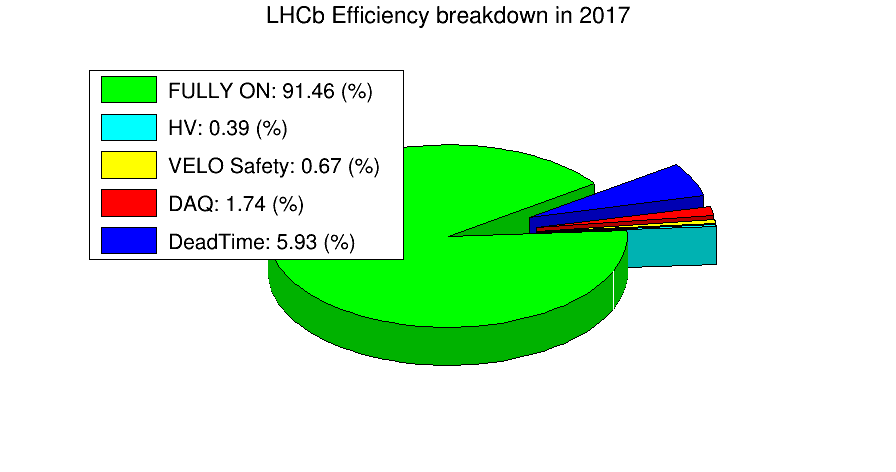 LHCb Efficiency breakdown in 2017
FULLY ON: 91.46 (%)
HV: 0.39 (%)
VELO Safety: 0.67 (%)
DAQ: 1.74 (%)
DeadTime: 5.93 (%)